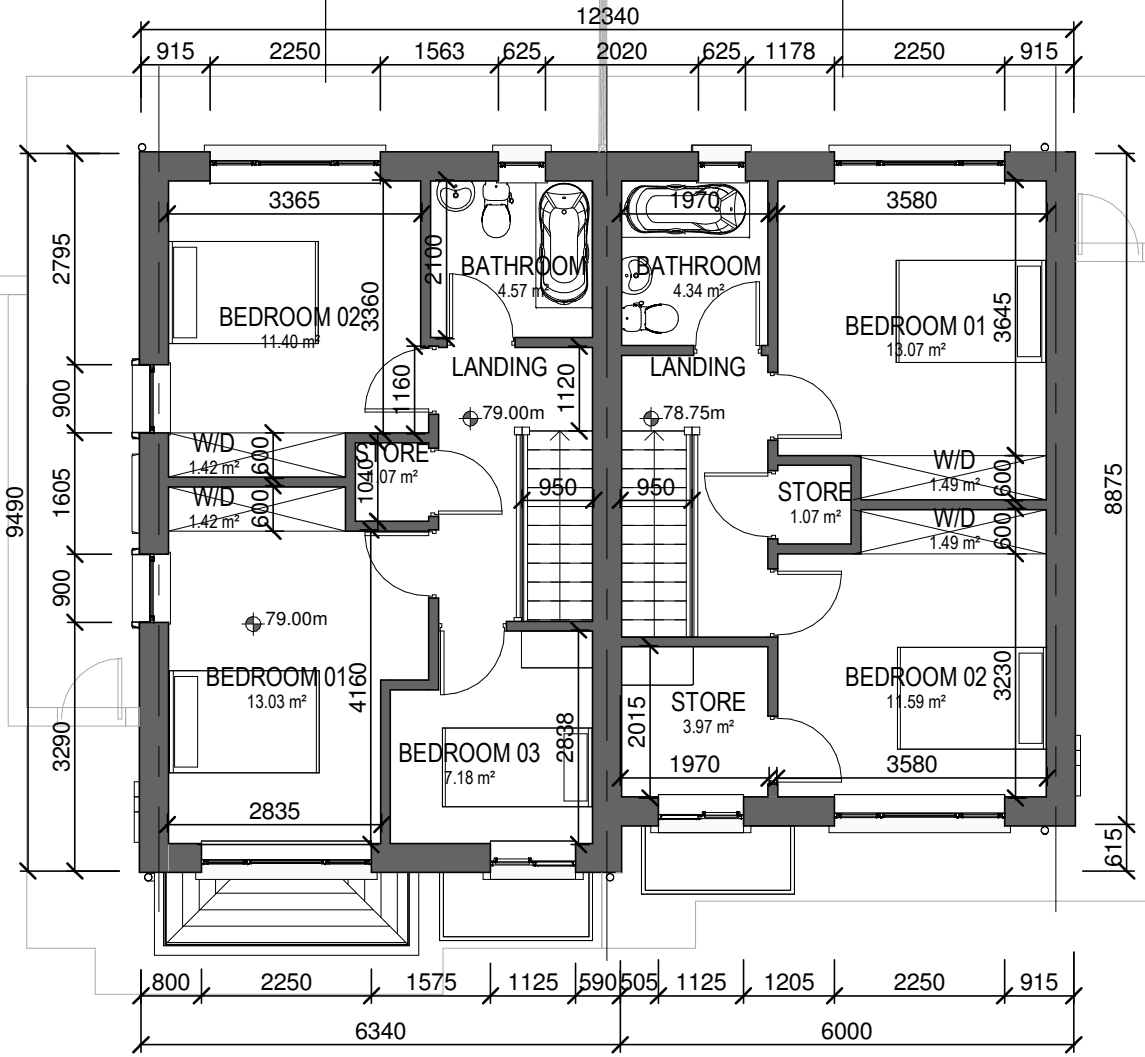 12340
915 2250 1563 625 2020 625 1178 2250 915
3365
1970
3580
2795
2100
BATHROOM
4.57 m²
BATHROOM
4.34 m²
3360
BEDROOM 02
11.40 m²
BEDROOM 01
13.07 m²
3645
LANDING
LANDING
1160
1120
900
79.00m
78.75m
W/D
1.42 m²
600
STORE
.07 m²
1040
W/D
1.49 m²
600
950
950
STORE
1.07 m²
W/D
1.42 m²
600
W/D
1.49 m²
600
1605
9490
8875
900
79.00m
BEDROOM 01
13.03 m²
4160
BEDROOM 02
11.59 m²
3230
STORE
3.97 m²
2015
BEDROOM 03
7.18 m²
2838
3290
1970
3580
2835
615
800 2250 1575 1125 590 505 1125 1205 2250 915
6340
6000